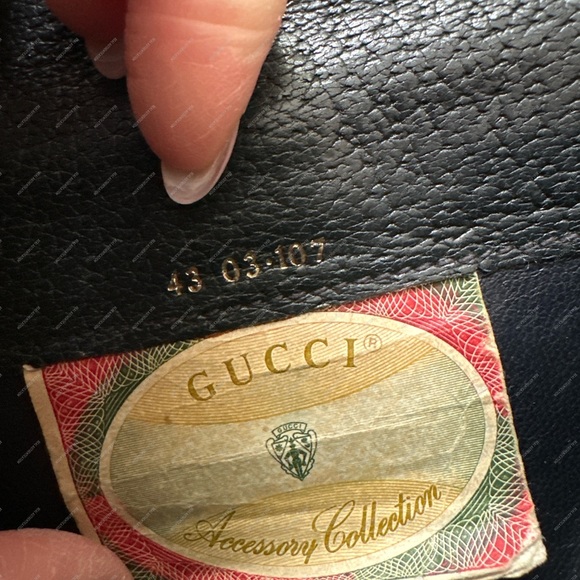 43 03·107
GUCCI®
GUCCI
Accessory Collection